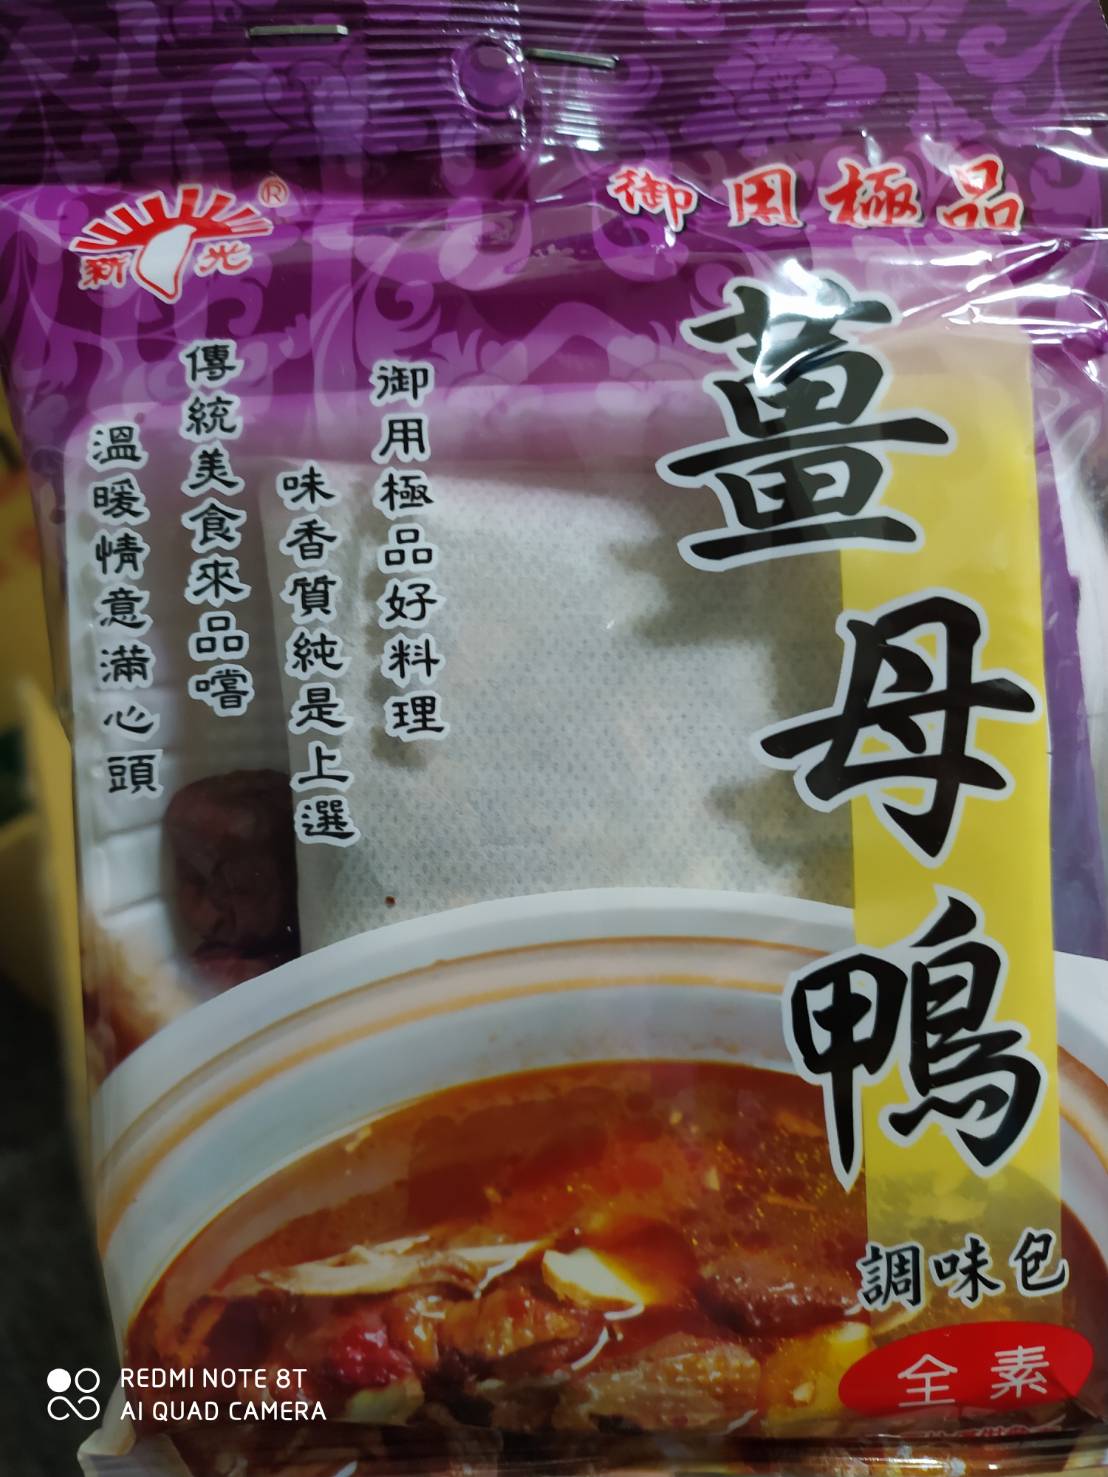 新光®
御用極品
薑母鴨
調味包
全素
御用極品好料理
味香質純是上選
傳統美食來品嚐
溫暖情意滿心頭
REDMI NOTE 8T
AI QUAD CAMERA